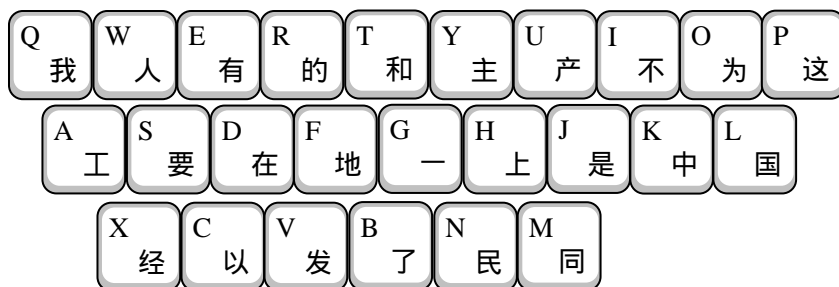 Q 我 W 人 E 有 R 的 T 和 Y 主 U 产 I 不 O 为 P 这
A 工 S 要 D 在 F 地 G 一 H 上 J 是 K 中 L 国
X 经 C 以 V 发 B 了 N 民 M 同